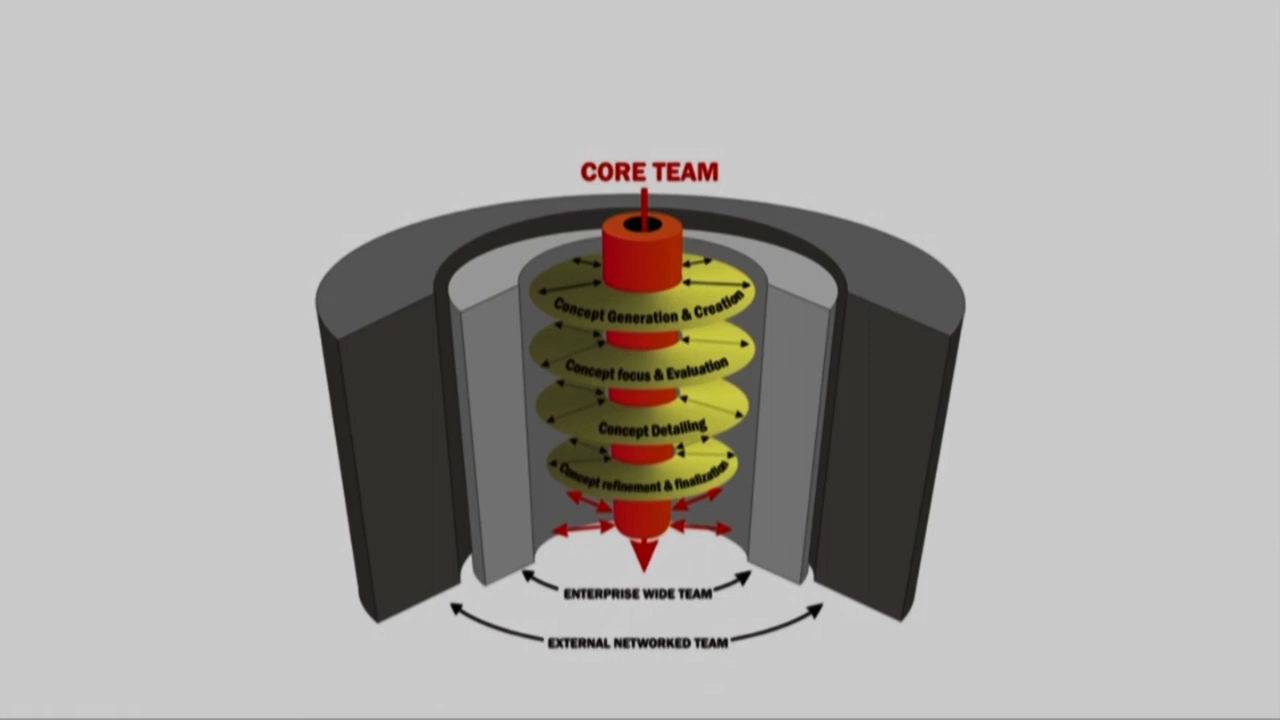 CORE TEAM
Concept Generation & Creation
Concept focus & Evaluation
Concept Detailing
Concept refinement & finalization
ENTERPRISE WIDE TEAM
EXTERNAL NETWORKED TEAM